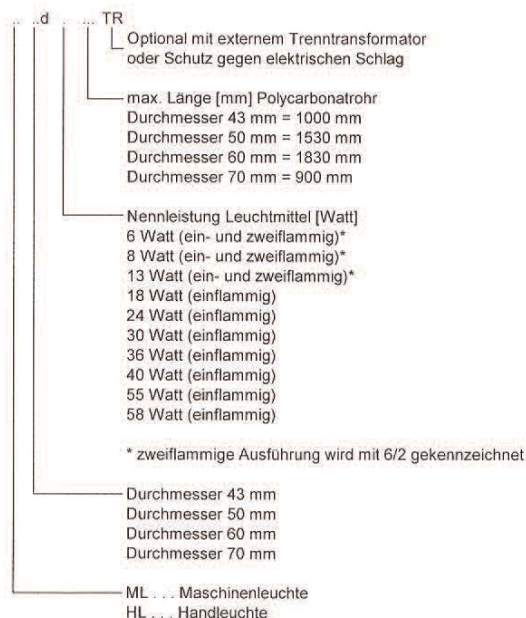 .. ..d . ... TR
Optional mit externem Trenntransformator
oder Schutz gegen elektrischen Schlag
max. Länge [mm] Polycarbonatrohr
Durchmesser 43 mm = 1000 mm
Durchmesser 50 mm = 1530 mm
Durchmesser 60 mm = 1830 mm
Durchmesser 70 mm = 900 mm
Nennleistung Leuchtmittel [Watt]
6 Watt (ein- und zweiflammig)*
8 Watt (ein- und zweiflammig)*
13 Watt (ein- und zweiflammig)*
18 Watt (einflammig)
24 Watt (einflammig)
30 Watt (einflammig)
36 Watt (einflammig)
40 Watt (einflammig)
55 Watt (einflammig)
58 Watt (einflammig)
* zweiflammige Ausführung wird mit 6/2 gekennzeichnet
Durchmesser 43 mm
Durchmesser 50 mm
Durchmesser 60 mm
Durchmesser 70 mm
ML . . . Maschinenleuchte
HL . . . Handleuchte